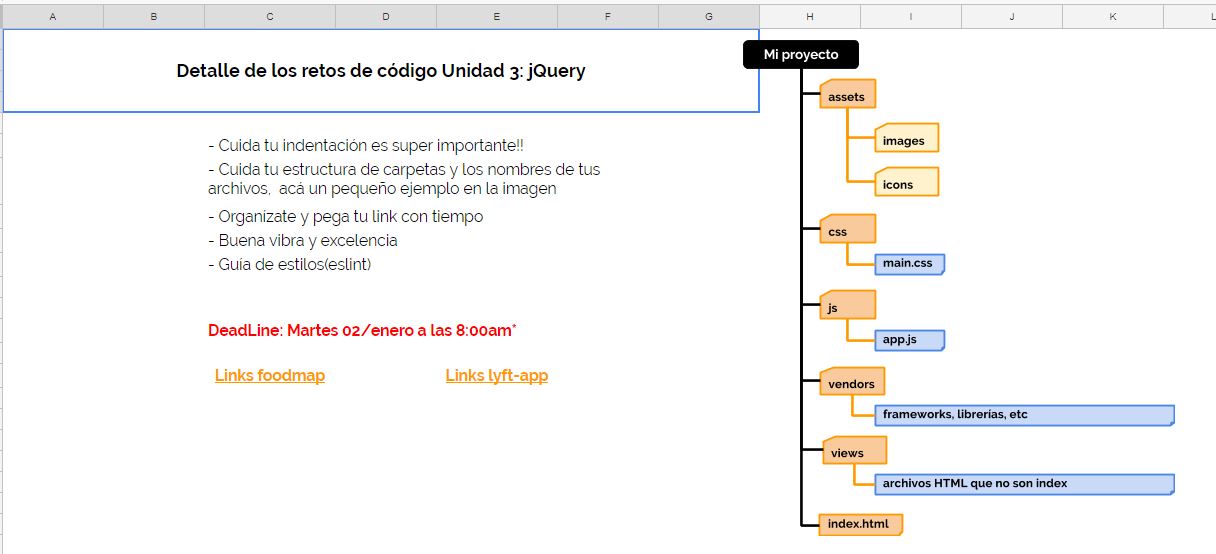 A B C D E F G H I J K L
Detalle de los retos de código Unidad 3: jQuery
- Cuida tu indentación es super importante!!
- Cuida tu estructura de carpetas y los nombres de tus
archivos,  acá un pequeño ejemplo en la imagen
- Organízate y pega tu link con tiempo
- Buena vibra y excelencia
- Guía de estilos(eslint)
DeadLine: Martes 02/enero a las 8:00am*
Links foodmap
Links lyft-app
Mi proyecto
assets
images
icons
css
main.css
js
app.js
vendors
frameworks, librerías, etc
views
archivos HTML que no son index
index.html